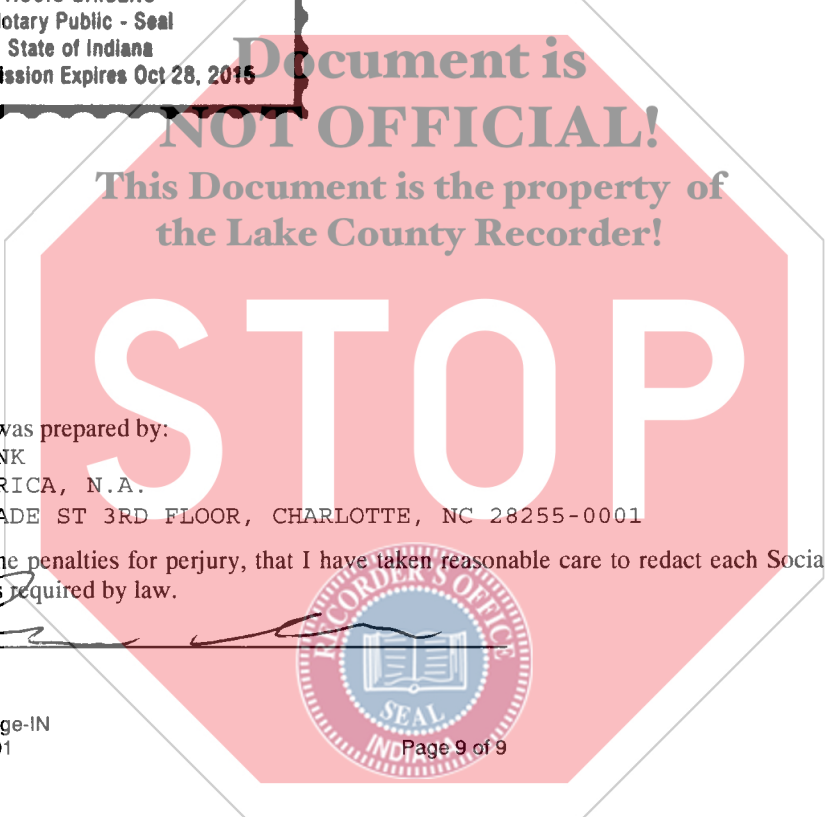 otary Public - Seal
State of Indiana
ission Expires Oct 28, 2015
Document is
NOT OFFICIAL!
This Document is the property of
the Lake County Recorder!
STOP
was prepared by:
NK
RICA, N.A.
ADE ST 3RD FLOOR, CHARLOTTE, NC 28255-0001
he penalties for perjury, that I have taken reasonable care to redact each Socia
s required by law.
RECORDER'S OFFICE
SEAL
INDIANA
ge-IN
01
Page 9 of 9